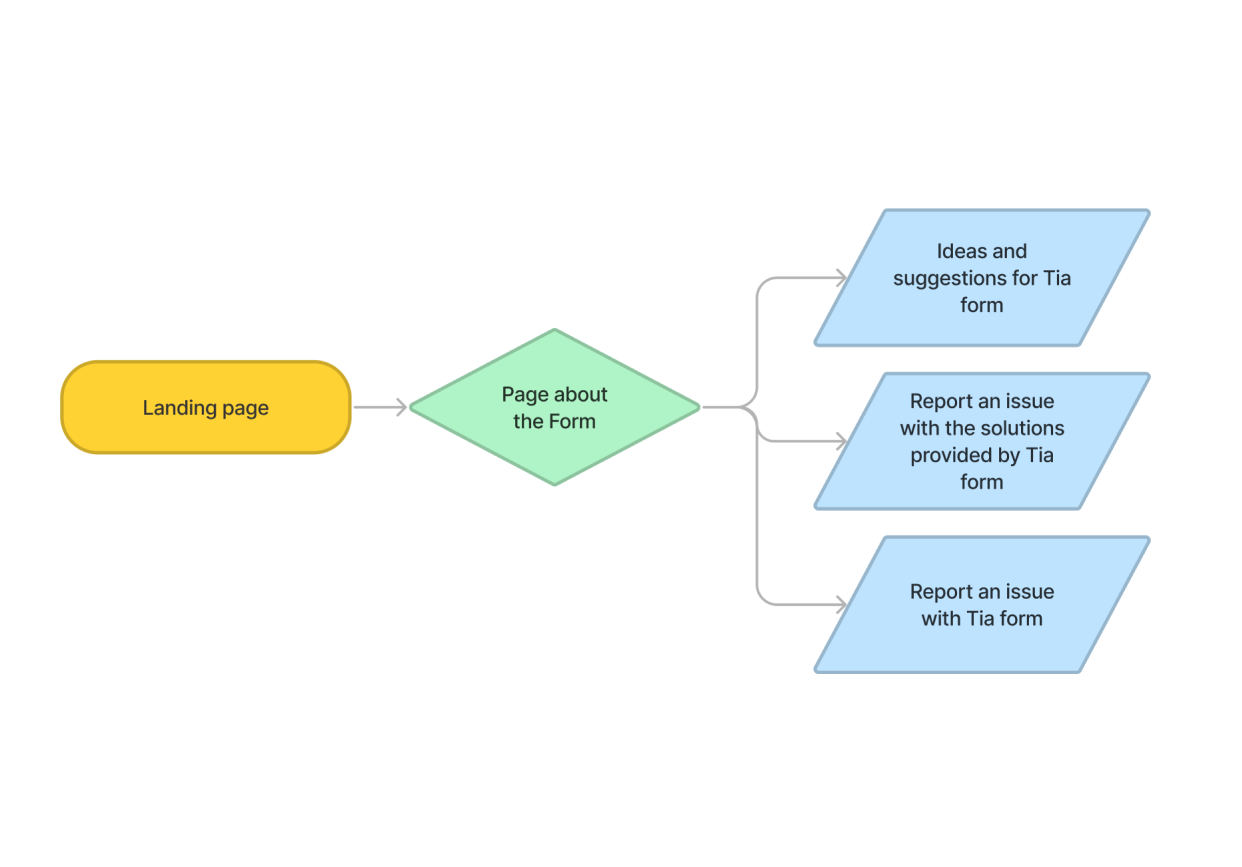 Landing page
Page about
the Form
Ideas and
suggestions for Tia
form
Report an issue
with the solutions
provided by Tia
form
Report an issue
with Tia form